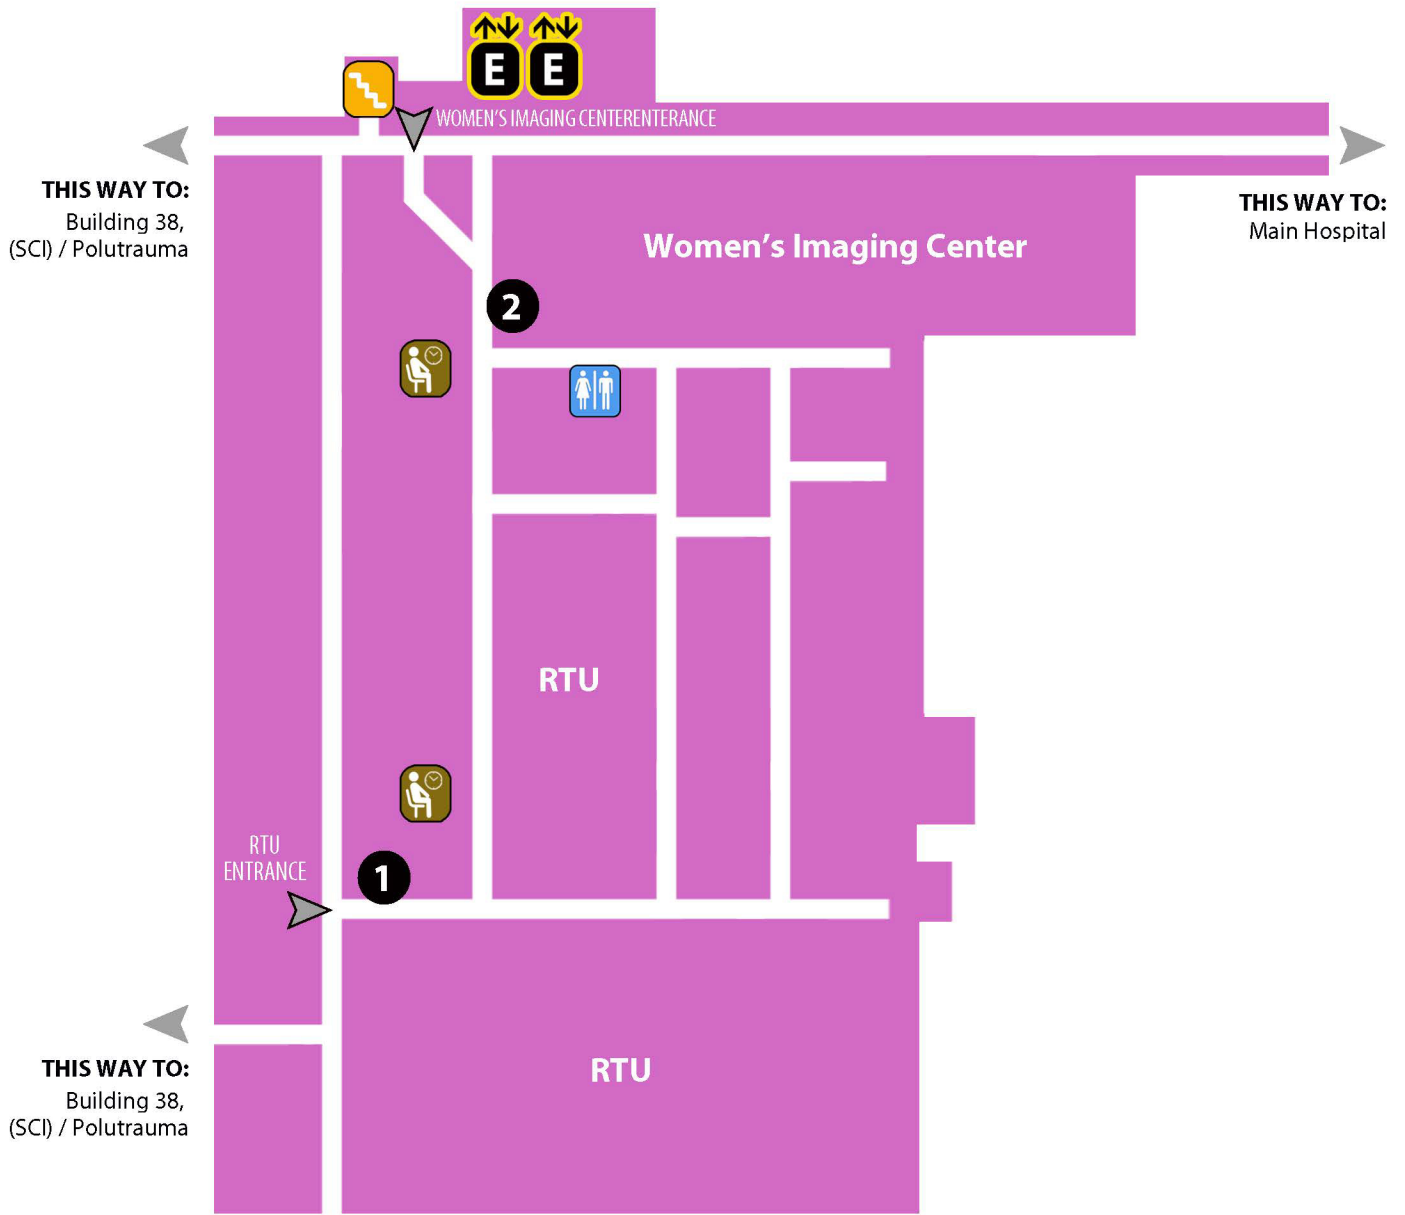 E E
WOMEN'S IMAGING CENTERENTERANCE
THIS WAY TO:
Building 38,
(SCI) / Polutrauma
THIS WAY TO:
Main Hospital
Women's Imaging Center
2
RTU
RTU
ENTRANCE
1
THIS WAY TO:
Building 38,
(SCI) / Polutrauma
RTU